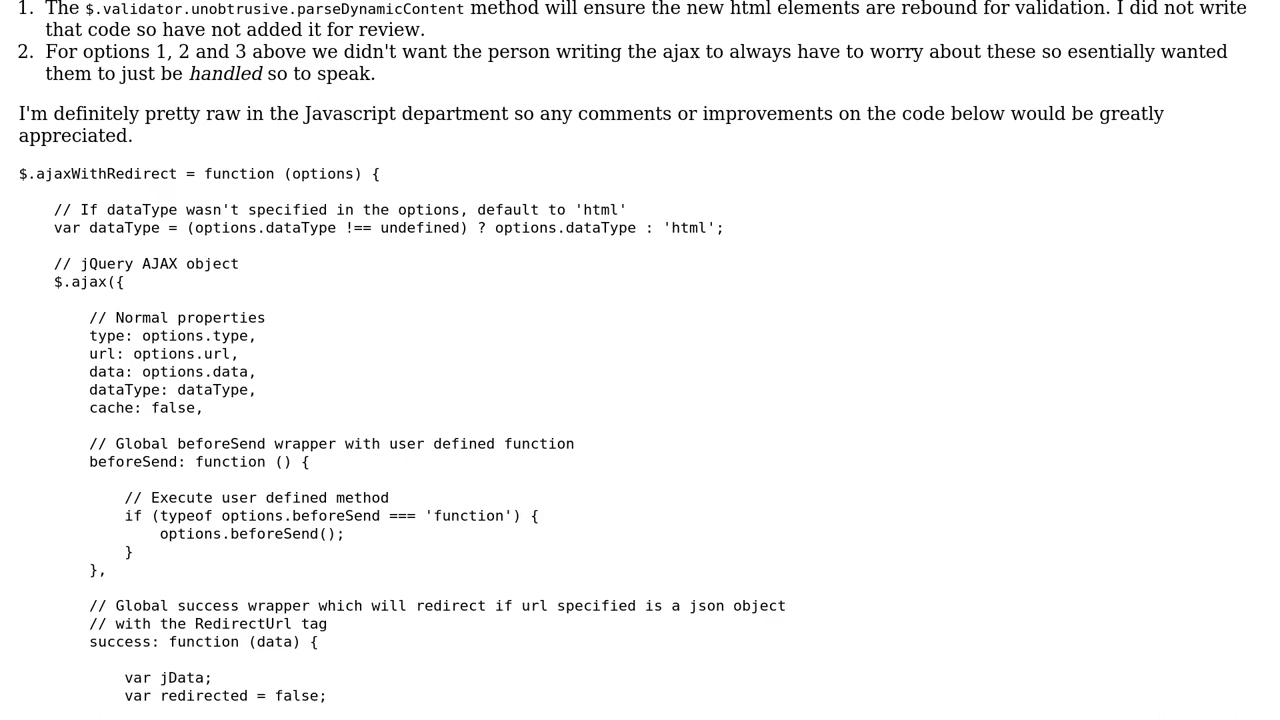 1. The $.validator.unobtrusive.parseDynamicContent method will ensure the new html elements are rebound for validation. I did not write
that code so have not added it for review.
2. For options 1, 2 and 3 above we didn't want the person writing the ajax to always have to worry about these so esentially wanted
them to just be handled so to speak.
I'm definitely pretty raw in the Javascript department so any comments or improvements on the code below would be greatly
appreciated.
$.ajaxWithRedirect = function (options) {
// If dataType wasn't specified in the options, default to 'html'
var dataType = (options.dataType !== undefined) ? options.dataType : 'html';
// jQuery AJAX object
$.ajax({
// Normal properties
type: options.type,
url: options.url,
data: options.data,
dataType: dataType,
cache: false,
// Global beforeSend wrapper with user defined function
beforeSend: function () {
// Execute user defined method
if (typeof options.beforeSend === 'function') {
options.beforeSend();
}
},
// Global success wrapper which will redirect if url specified is a json object
// with the RedirectUrl tag
success: function (data) {
var jData;
var redirected = false;